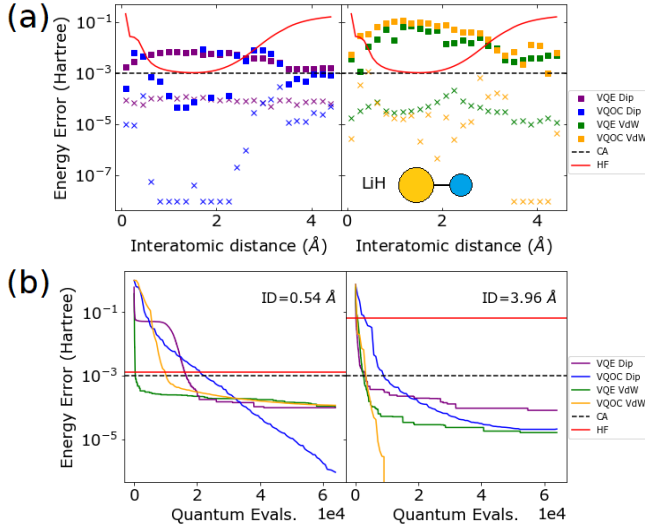 (a)
Energy Error (Hartree)
10⁻¹
10⁻³
10⁻⁵
10⁻⁷
0 2 4
0 2 4
Interatomic distance (Å)
Interatomic distance (Å)
LiH
VQE Dip
VQOC Dip
VQE VdW
VQOC VdW
CA
HF
(b)
Energy Error (Hartree)
10⁻¹
10⁻³
10⁻⁵
ID=0.54 Å
ID=3.96 Å
0 2 4 6
1e4
0 2 4 6
1e4
Quantum Evals.
Quantum Evals.
VQE Dip
VQOC Dip
VQE VdW
VQOC VdW
CA
HF